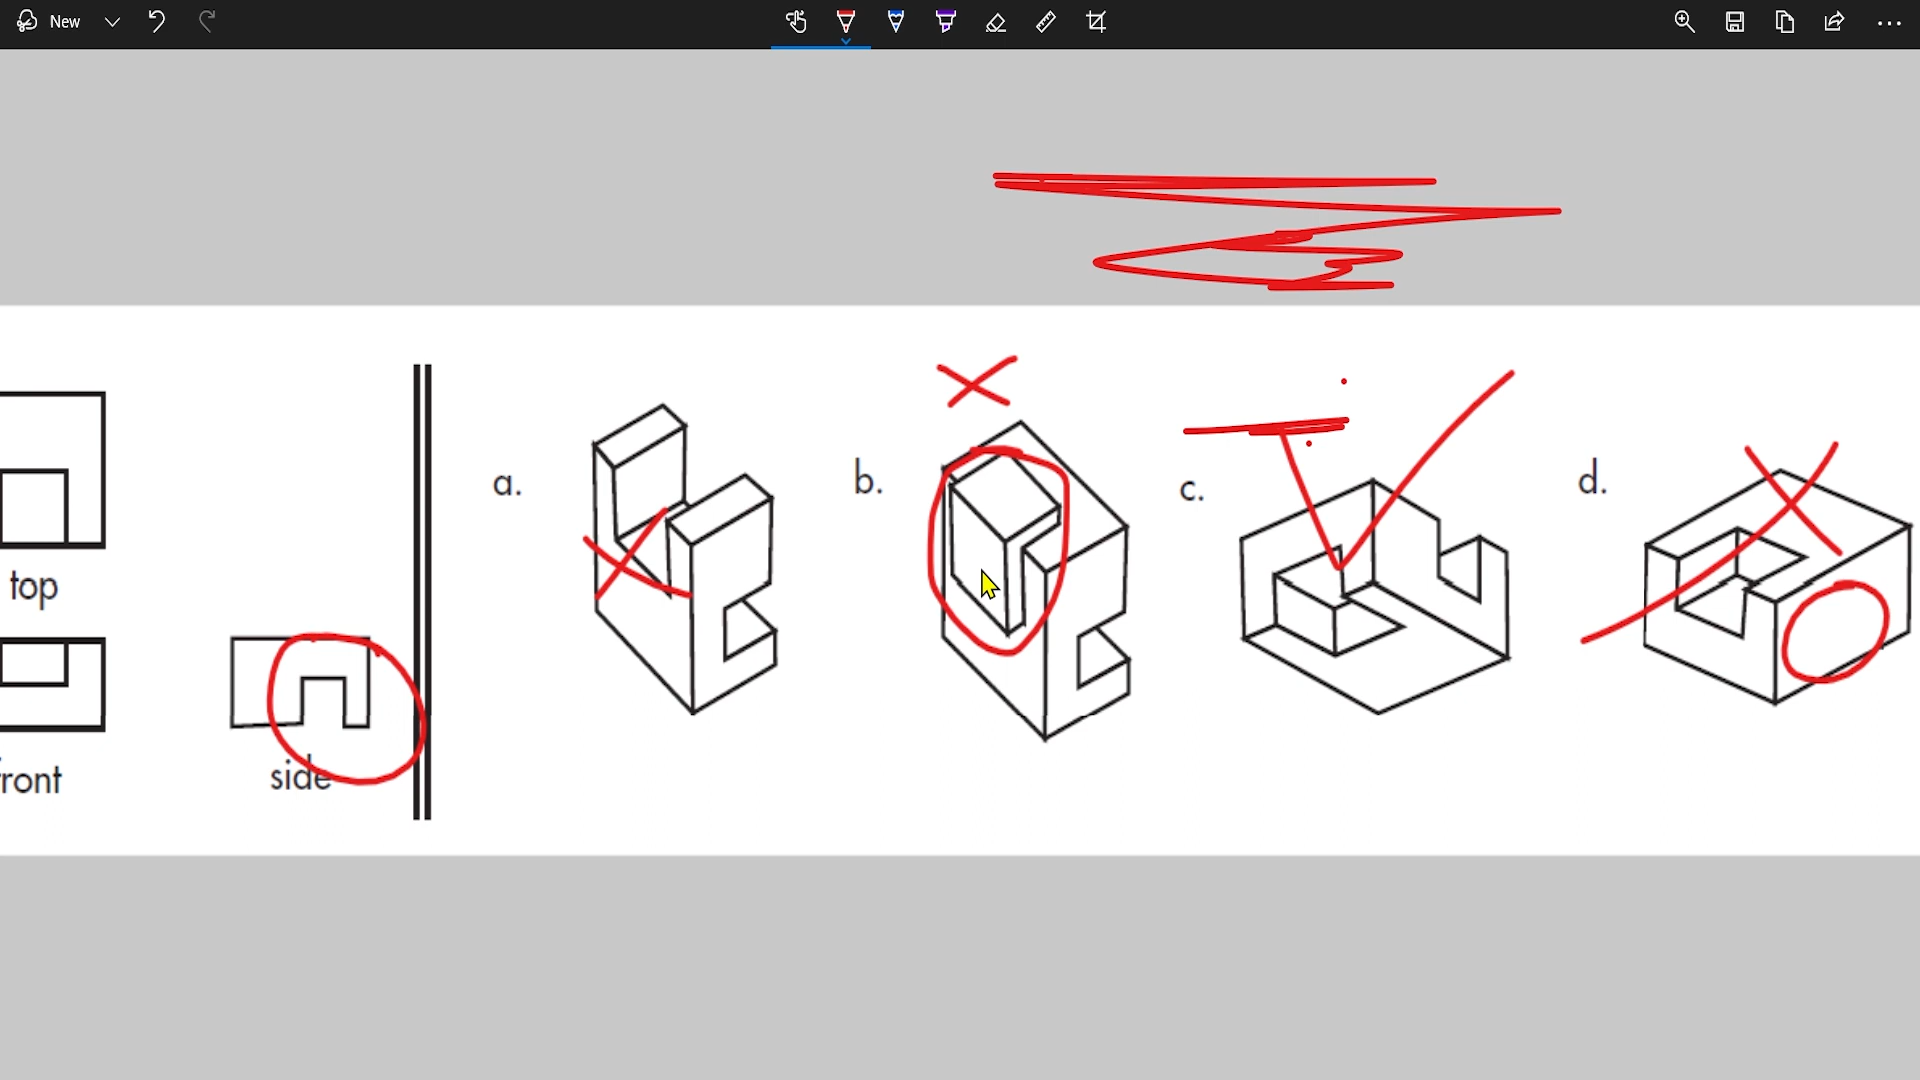 New
a.
b.
c.
d.
top
side
ront